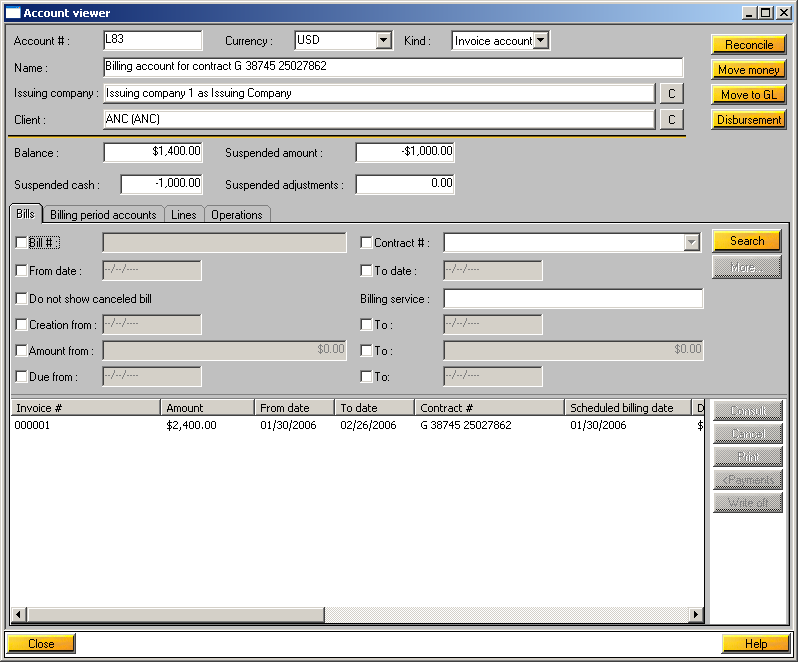 Account viewer
Account # : L83 Currency : USD Kind : Invoice account Reconcile
Name : Billing account for contract G 38745 25027862 Move money
Issuing company : Issuing company 1 as Issuing Company C Move to GL
Client : ANC (ANC) C Disbursement
Balance : $1,400.00 Suspended amount : -$1,000.00
Suspended cash : -1,000.00 Suspended adjustments : 0.00
Bills Billing period accounts Lines Operations
Bill # : Contract # : Search
From date : --/--/---- To date : --/--/---- More...
Do not show canceled bill Billing service :
Creation from : --/--/---- To : --/--/----
Amount from : $0.00 To : $0.00
Due from : --/--/---- To: --/--/----
Invoice # Amount From date To date Contract # Scheduled billing date D Consult
000001 $2,400.00 01/30/2006 02/26/2006 G 38745 25027862 01/30/2006 $ Cancel
Print
<Payments
Write off
Close Help